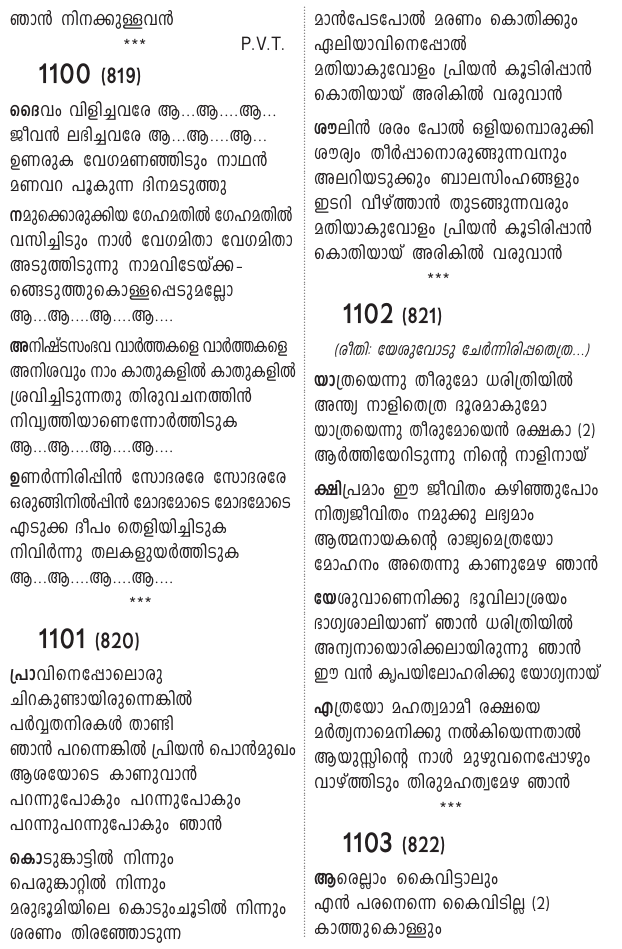 ഞാൻ നിനക്കുള്ളവൻ
***
P.V.T.
1100 (819)
ദൈവം വിളിച്ചവരേ ആ...ആ....ആ...
ജീവൻ ലഭിച്ചവരേ ആ...ആ....ആ...
ഉണരുക വേഗമണഞ്ഞിടും നാഥൻ
മണവറ പൂകുന്ന ദിനമടുത്തു
നമുക്കൊരുക്കിയ ഗേഹമതിൽ ഗേഹമതിൽ
വസിച്ചിടും നാൾ വേഗമിതാ വേഗമിതാ
അടുത്തിടുന്നു നാമവിടേയ്ക്ക-
ങ്ങെടുത്തുകൊള്ളപ്പെടുമല്ലോ
ആ...ആ....ആ....ആ....
അനിഷ്ടസംഭവ വാർത്തകളെ വാർത്തകളെ
അനിശവും നാം കാതുകളിൽ കാതുകളിൽ
ശ്രവിച്ചിടുന്നതു തിരുവചനത്തിൻ
നിവൃത്തിയാണെന്നോർത്തിടുക
ആ...ആ....ആ....ആ....
ഉണർന്നിരിപ്പിൻ സോദരരേ സോദരരേ
ഒരുങ്ങിനിൽപ്പിൻ മോദമോടെ മോദമോടെ
എടുക്ക ദീപം തെളിയിച്ചിടുക
നിവിർന്നു തലകളുയർത്തിടുക
ആ...ആ....ആ....ആ....
***
1101 (820)
പ്രാവിനെപ്പോലൊരു
ചിറകുണ്ടായിരുന്നെങ്കിൽ
പർവ്വതനിരകൾ താണ്ടി
ഞാൻ പറന്നെങ്കിൽ പ്രിയൻ പൊൻമുഖം
ആശയോടെ കാണുവാൻ
പറന്നുപോകും പറന്നുപോകും
പറന്നുപറന്നുപോകും ഞാൻ
കൊടുങ്കാട്ടിൽ നിന്നും
പെരുങ്കാറ്റിൽ നിന്നും
മരുഭൂമിയിലെ കൊടുംചൂടിൽ നിന്നും
ശരണം തിരഞ്ഞോടുന്ന
മാൻപേടപോൽ മരണം കൊതിക്കും
ഏലിയാവിനെപ്പോൽ
മതിയാകുവോളം പ്രിയൻ കൂടിരിപ്പാൻ
കൊതിയായ് അരികിൽ വരുവാൻ
ശൗലിൻ ശരം പോൽ ഒളിയമ്പൊരുക്കി
ശൗര്യം തീർപ്പാനൊരുങ്ങുന്നവനും
അലറിയടുക്കും ബാലസിംഹങ്ങളും
ഇടറി വീഴ്ത്താൻ തുടങ്ങുന്നവരും
മതിയാകുവോളം പ്രിയൻ കൂടിരിപ്പാൻ
കൊതിയായ് അരികിൽ വരുവാൻ
***
1102 (821)
(രീതി: യേശുവോടു ചേർന്നിരിപ്പതെത്ര...)
യാത്രയെന്നു തീരുമോ ധരിത്രിയിൽ
അന്ത്യ നാളിതെത്ര ദൂരമാകുമോ
യാത്രയെന്നു തീരുമോയെൻ രക്ഷകാ (2)
ആർത്തിയേറിടുന്നു നിന്റെ നാളിനായ്
ക്ഷിപ്രമാം ഈ ജീവിതം കഴിഞ്ഞുപോം
നിത്യജീവിതം നമുക്കു ലഭ്യമാം
ആത്മനായകന്റെ രാജ്യമെത്രയോ
മോഹനം അതെന്നു കാണുമേഴ ഞാൻ
യേശുവാണെനിക്കു ഭൂവിലാശ്രയം
ഭാഗ്യശാലിയാണ് ഞാൻ ധരിത്രിയിൽ
അന്യനായൊരിക്കലായിരുന്നു ഞാൻ
ഈ വൻ കൃപയിലോഹരിക്കു യോഗ്യനായ്
എത്രയോ മഹത്വമാമീ രക്ഷയെ
മർത്യനാമെനിക്കു നൽകിയെന്നതാൽ
ആയുസ്സിന്റെ നാൾ മുഴുവനെപ്പോഴും
വാഴ്ത്തിടും തിരുമഹത്വമേഴ ഞാൻ
***
1103 (822)
ആരെല്ലാം കൈവിട്ടാലും
എൻ പരനെന്നെ കൈവിടില്ല (2)
കാത്തുകൊള്ളും